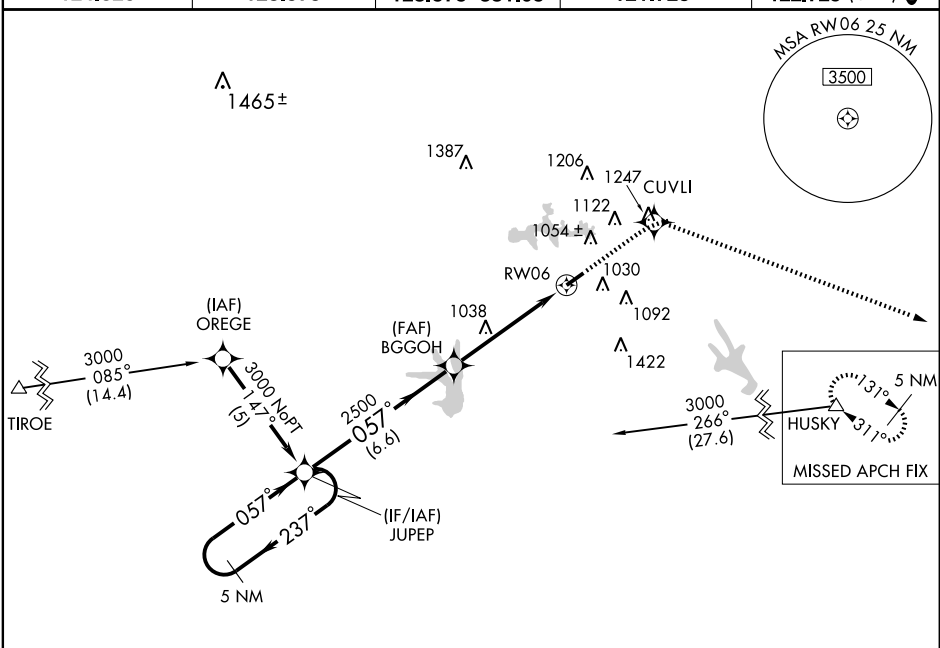 MSA RW06 25 NM
3500
1465±
1387
1206
1247
CUVLI
1122
1054±
RW06
1030
1092
1422
1038
(IAF)
OREGE
(FAF)
BGGOH
3000
085°
(14.4)
TIROE
3000 NoPT
147°
(5)
2500
057°
(6.6)
3000
266°
(27.6)
HUSKY
131°
5 NM
311°
MISSED APCH FIX
057°
237°
(IF/IAF)
JUPEP
5 NM